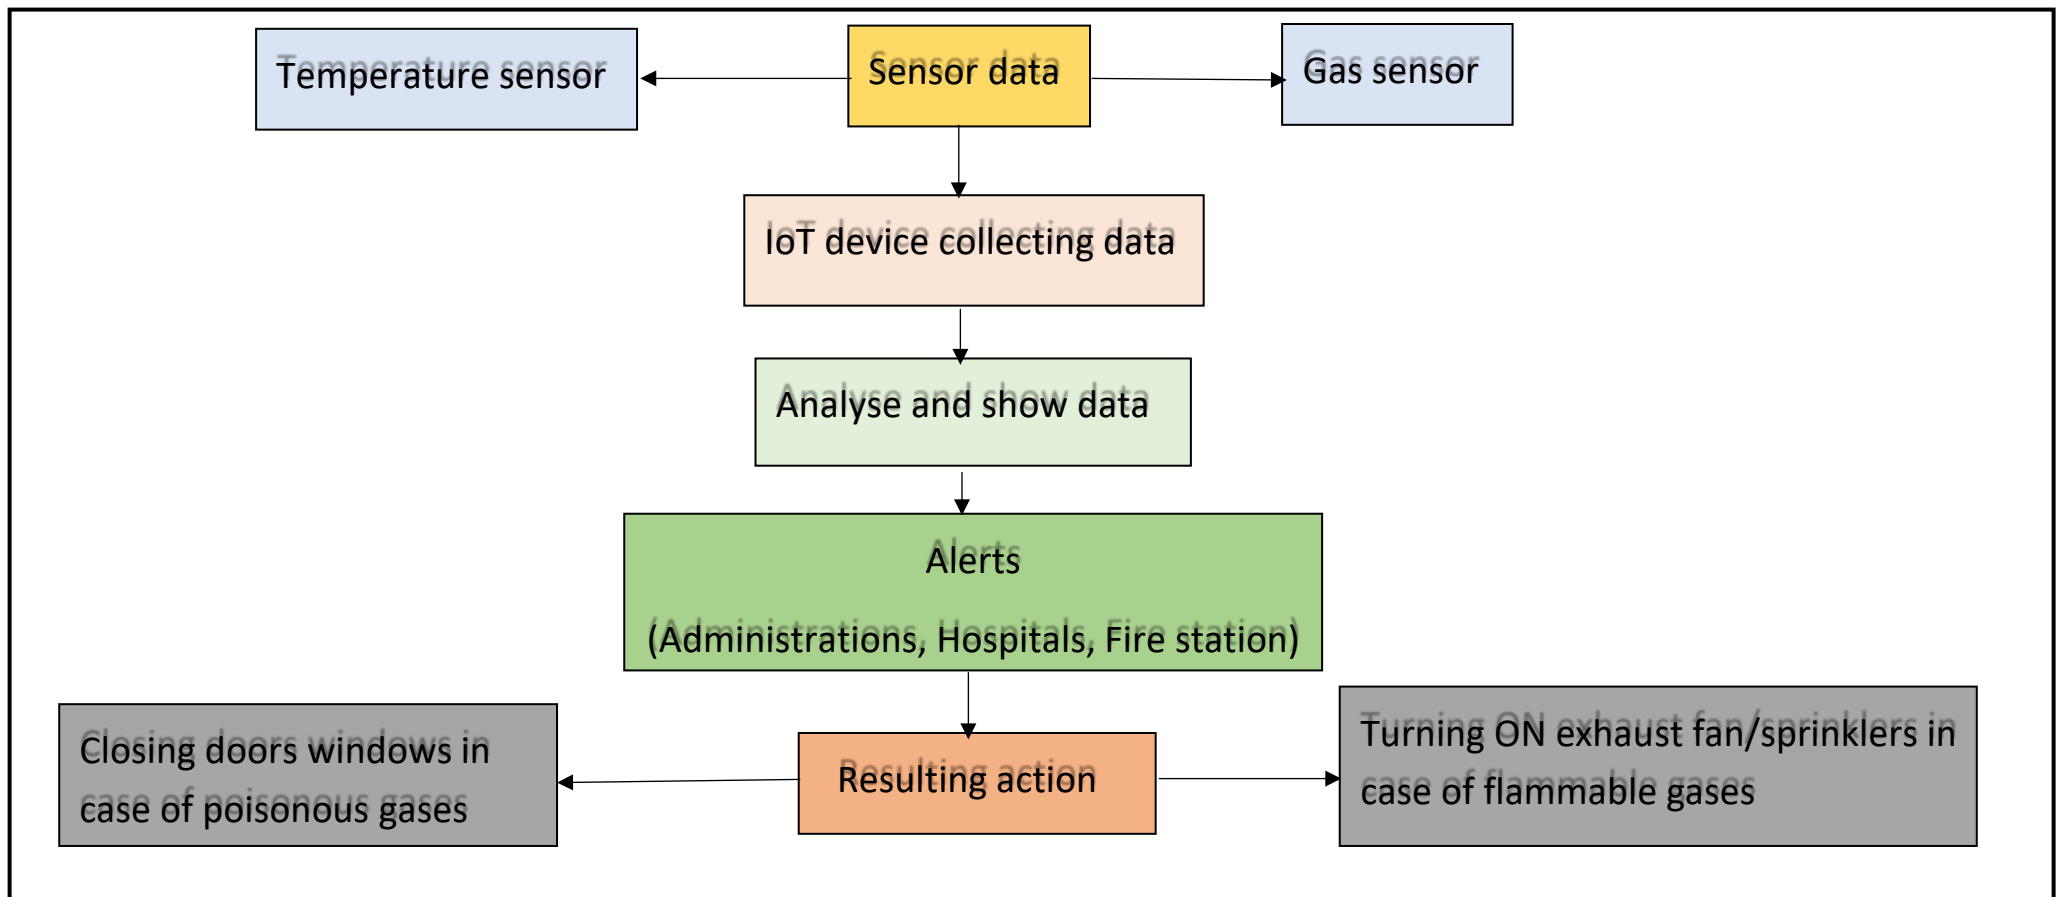 Temperature sensor
Sensor data
Gas sensor
IoT device collecting data
Analyse and show data
Alerts
(Administrations, Hospitals, Fire station)
Closing doors windows in
case of poisonous gases
Resulting action
Turning ON exhaust fan/sprinklers in
case of flammable gases